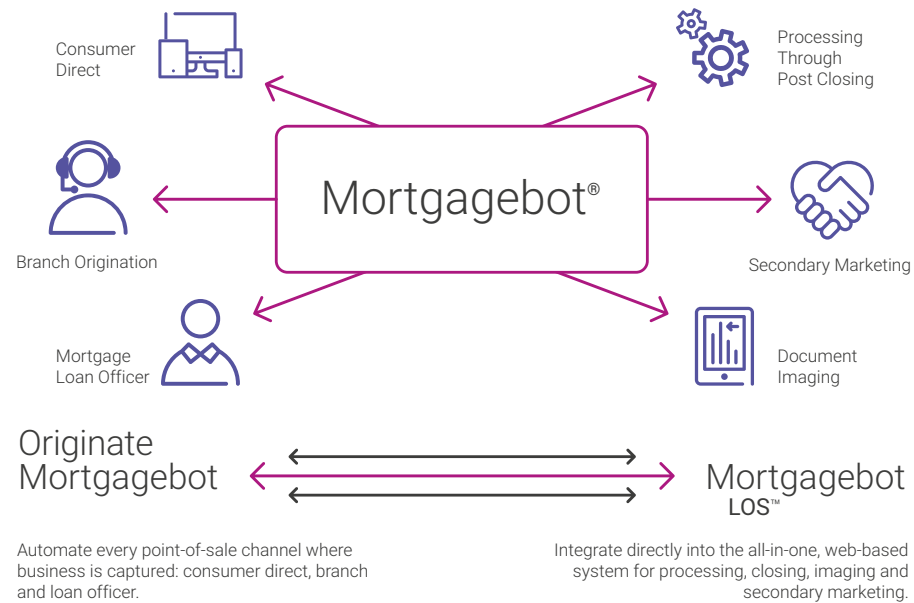 Consumer
Direct
Processing
Through
Post Closing
Mortgagebot®
Branch Origination
Secondary Marketing
Mortgage
Loan Officer
Document
Imaging
Originate
Mortgagebot
Mortgagebot
LOS™
Automate every point-of-sale channel where
business is captured: consumer direct, branch
and loan officer.
Integrate directly into the all-in-one, web-based
system for processing, closing, imaging and
secondary marketing.